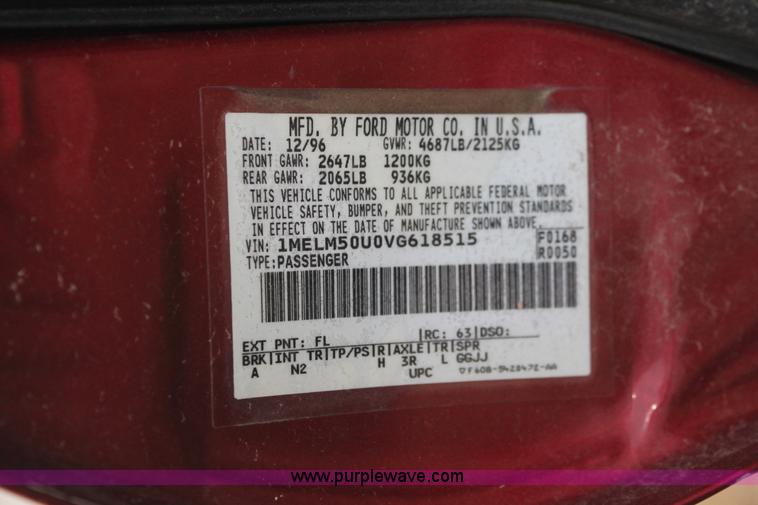 MFD. BY FORD MOTOR CO. IN U.S.A.
DATE: 12/96 GVWR: 4687LB/2125KG
FRONT GAWR: 2647LB 1200KG
REAR GAWR: 2065LB 936KG
THIS VEHICLE CONFORMS TO ALL APPLICABLE FEDERAL MOTOR
VEHICLE SAFETY, BUMPER, AND THEFT PREVENTION STANDARDS
IN EFFECT ON THE DATE OF MANUFACTURE SHOWN ABOVE.
VIN: 1MELM50U0VG618515 F0168
TYPE: PASSENGER R0050
EXT PNT: FL |RC: 63|DSO:
BRK|INT TR|TP/PS|R|AXLE|TR|SPR
A N2 H 3R L GGJJ
UPC
www.purplewave.com